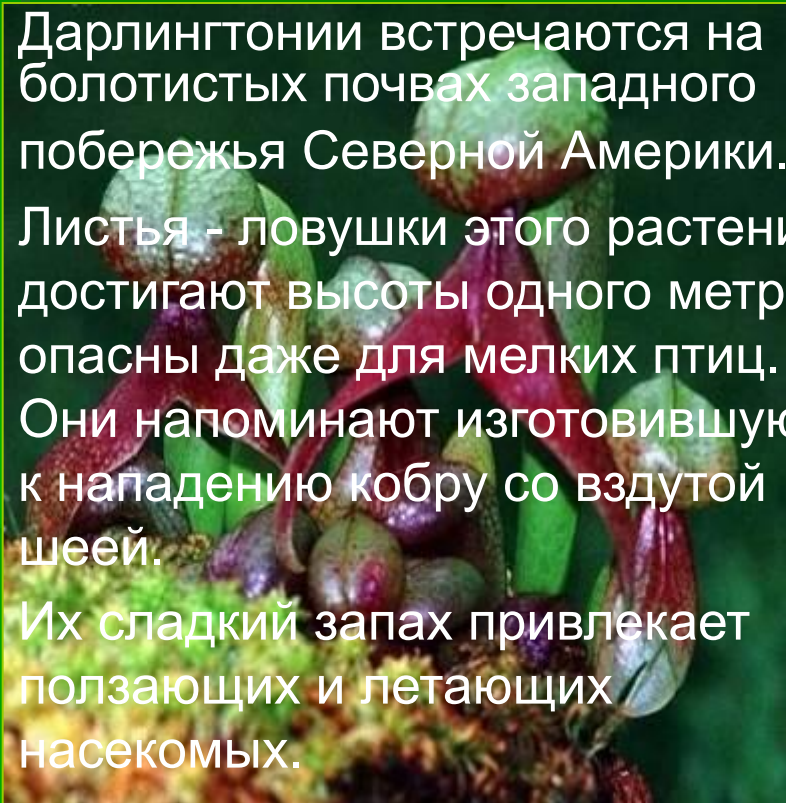 Дарлингтонии встречаются на
болотистых почвах западного
побережья Северной Америки.
Листья - ловушки этого растени
достигают высоты одного метр
опасны даже для мелких птиц.
Они напоминают изготовившую
к нападению кобру со вздутой
шеей.
Их сладкий запах привлекает
ползающих и летающих
насекомых.